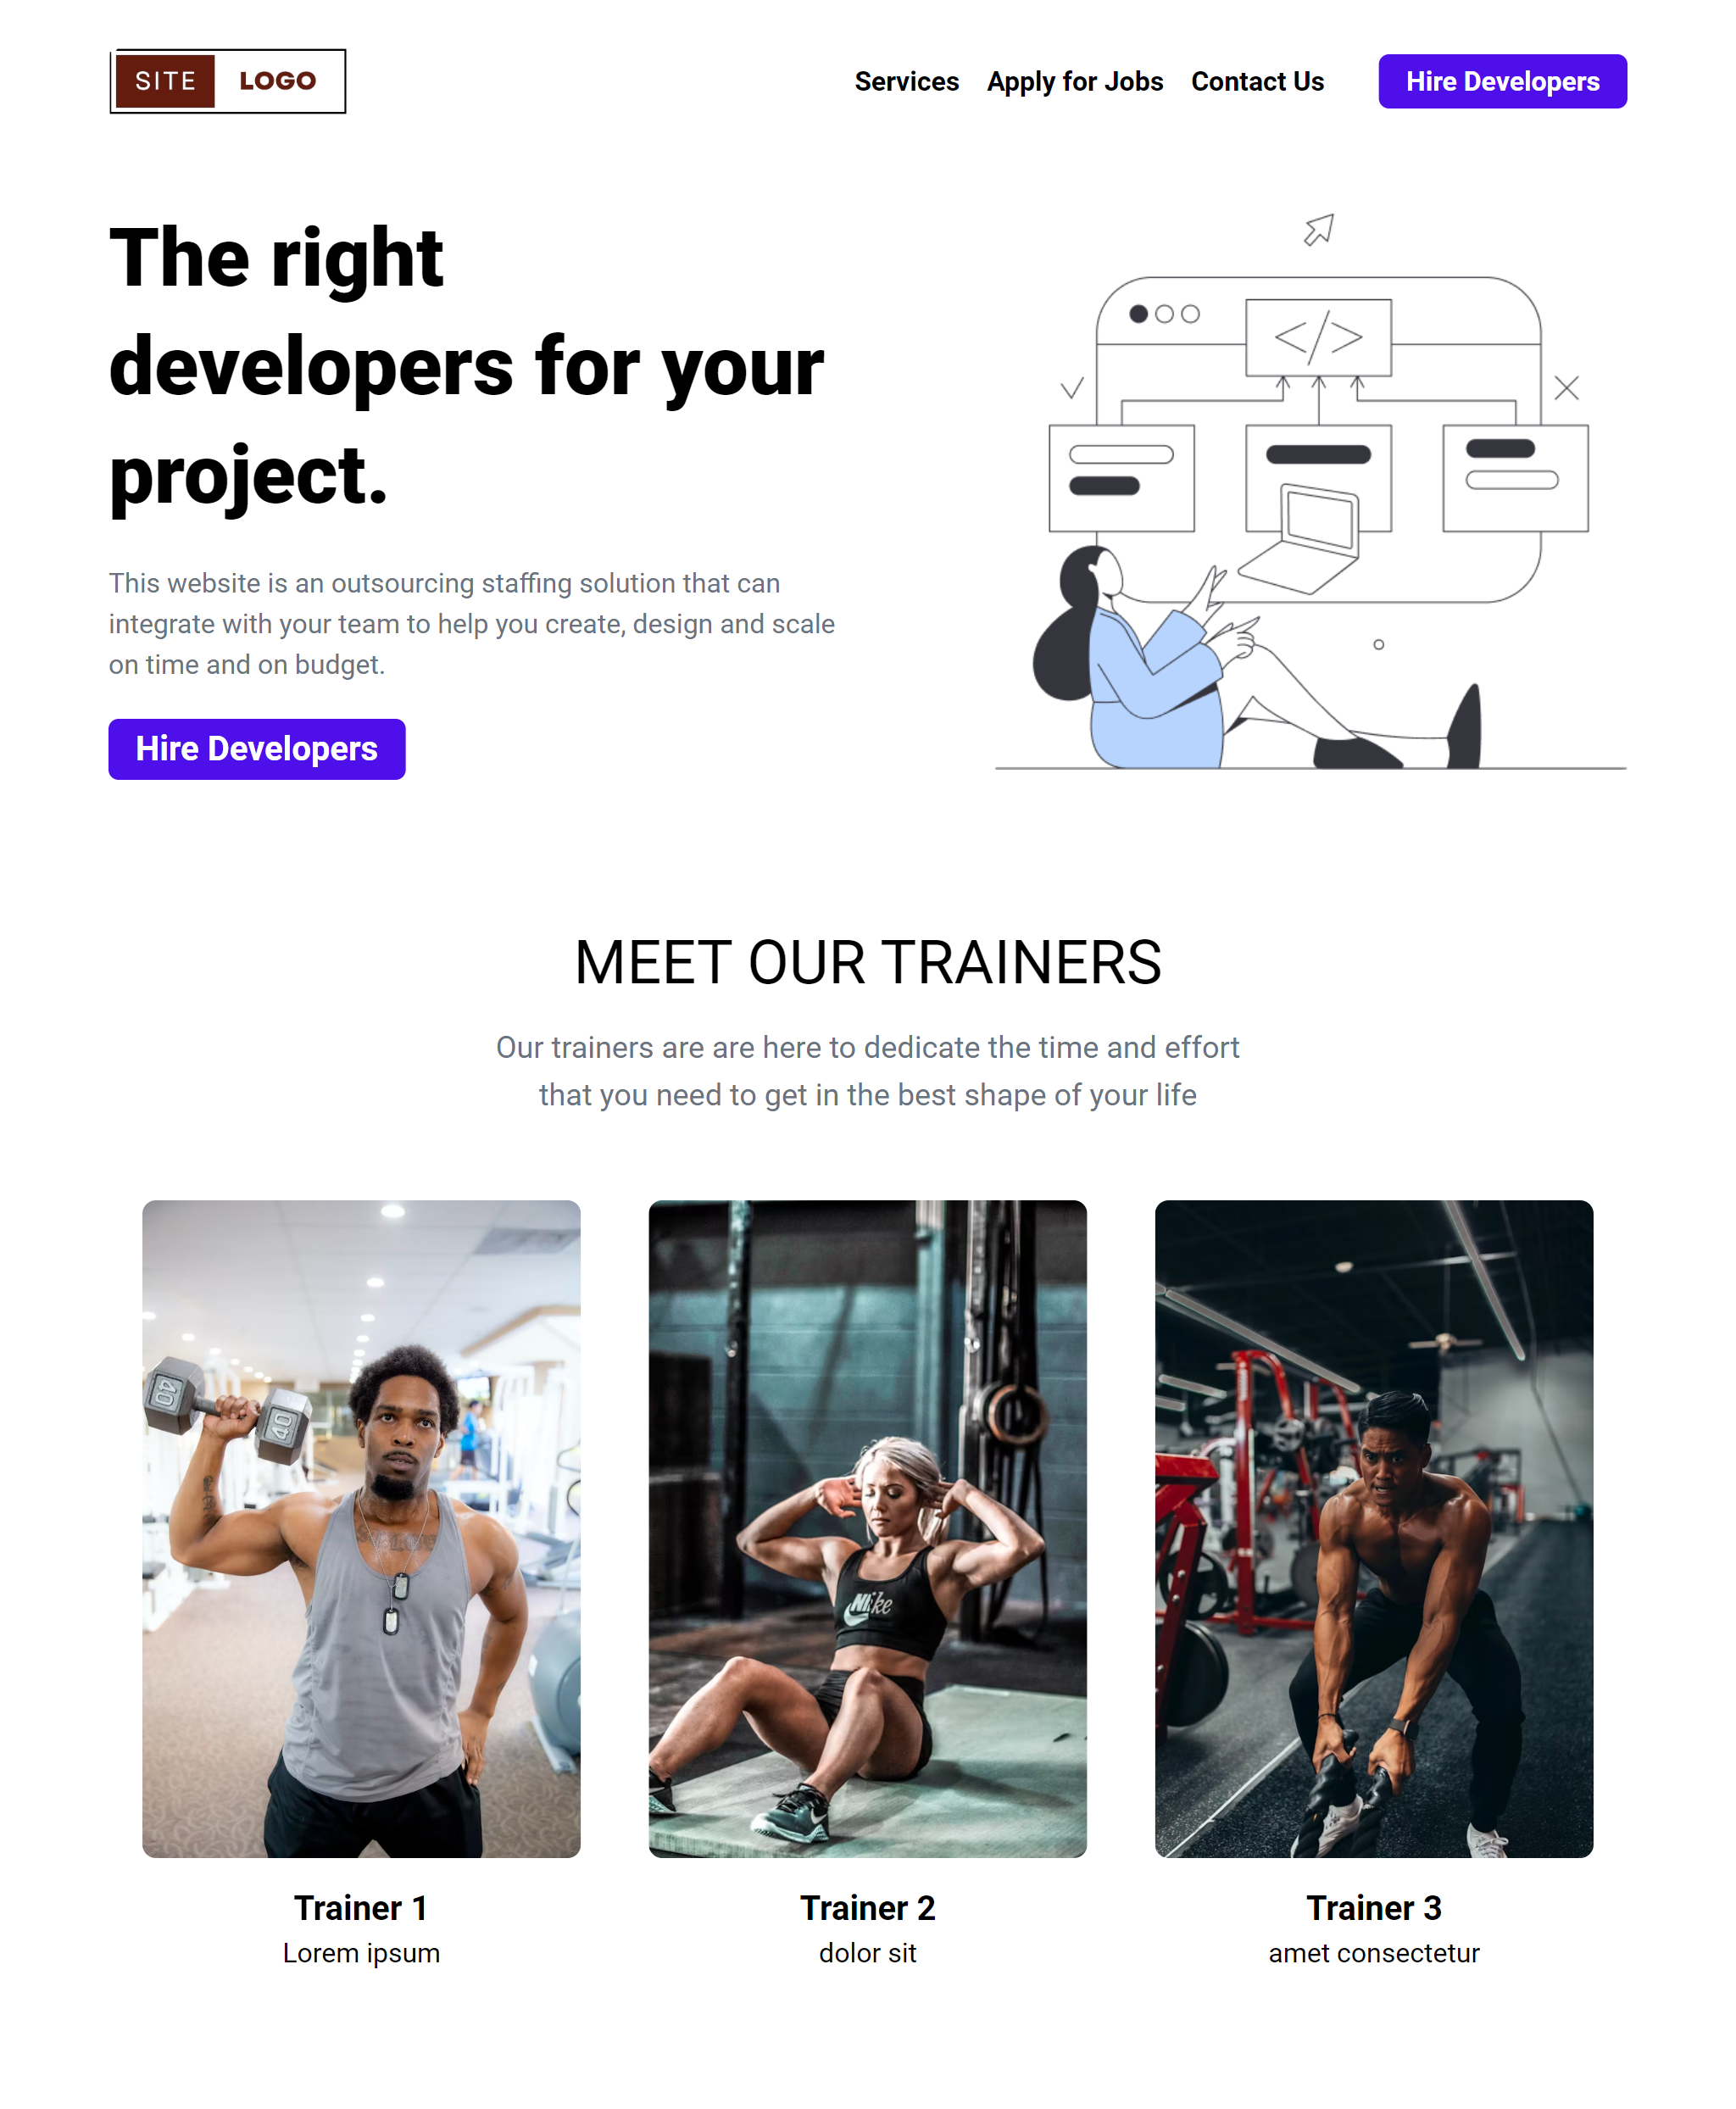 SITE LOGO
Services Apply for Jobs Contact Us Hire Developers
The right
developers for your
project.
</>
This website is an outsourcing staffing solution that can
integrate with your team to help you create, design and scale
on time and on budget.
Hire Developers
MEET OUR TRAINERS
Our trainers are are here to dedicate the time and effort
that you need to get in the best shape of your life
40 40
Nike
Trainer 1
Lorem ipsum
Trainer 2
dolor sit
Trainer 3
amet consectetur